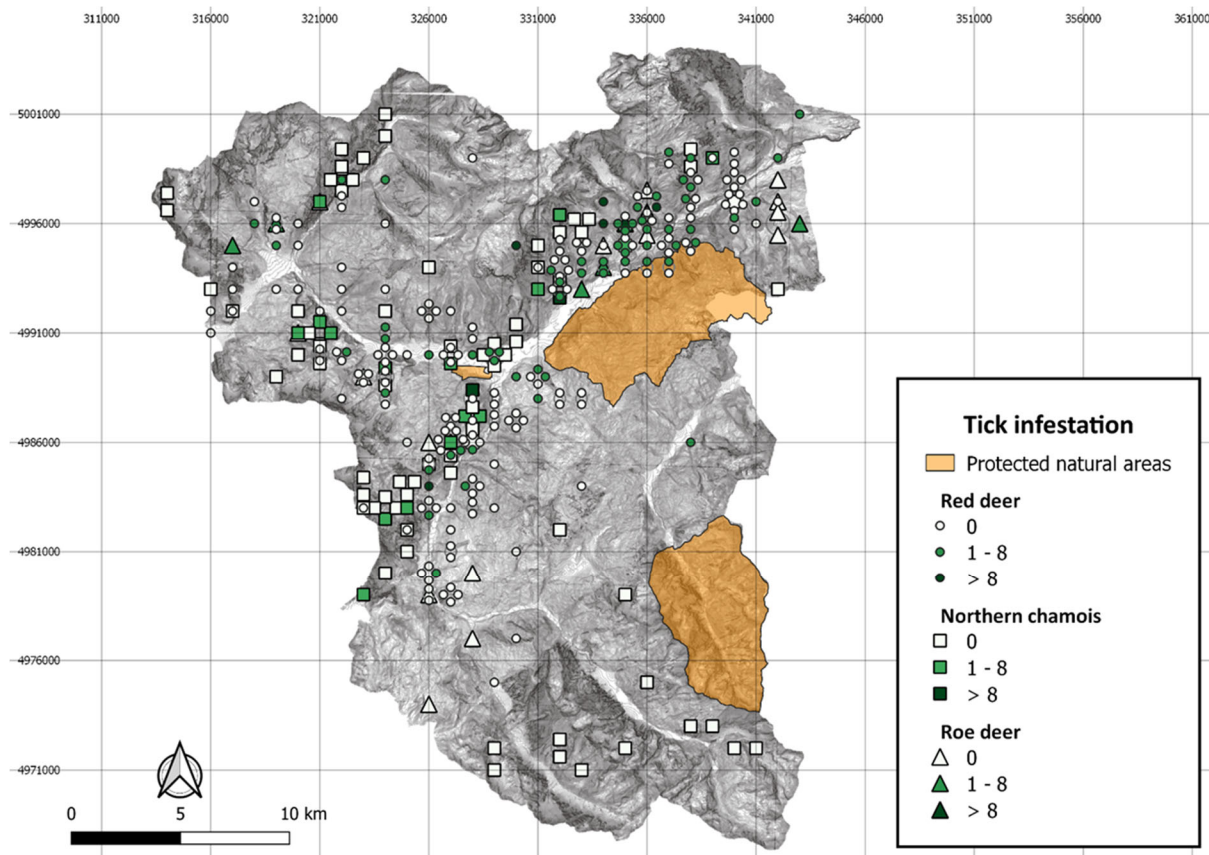 311000 316000 321000 326000 331000 336000 341000 346000 351000 356000 361000
5001000
4996000
4991000
4986000
4981000
4976000
4971000
Tick infestation
Protected natural areas
Red deer
0
1 - 8
> 8
Northern chamois
0
1 - 8
> 8
Roe deer
0
1 - 8
> 8
0 5 10 km